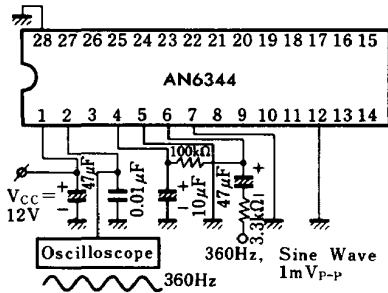 28 27 26 25 24 23 22 21 20 19 18 17 16 15
AN6344
1 2 3 4 5 6 7 8 9 10 11 12 13 14
100kΩ
47μF
0.01μF
10μF
47μF
3.3kΩ
+
-
+
-
+
VCC=
12V
Oscilloscope
360Hz, Sine Wave
1mVP-P
360Hz